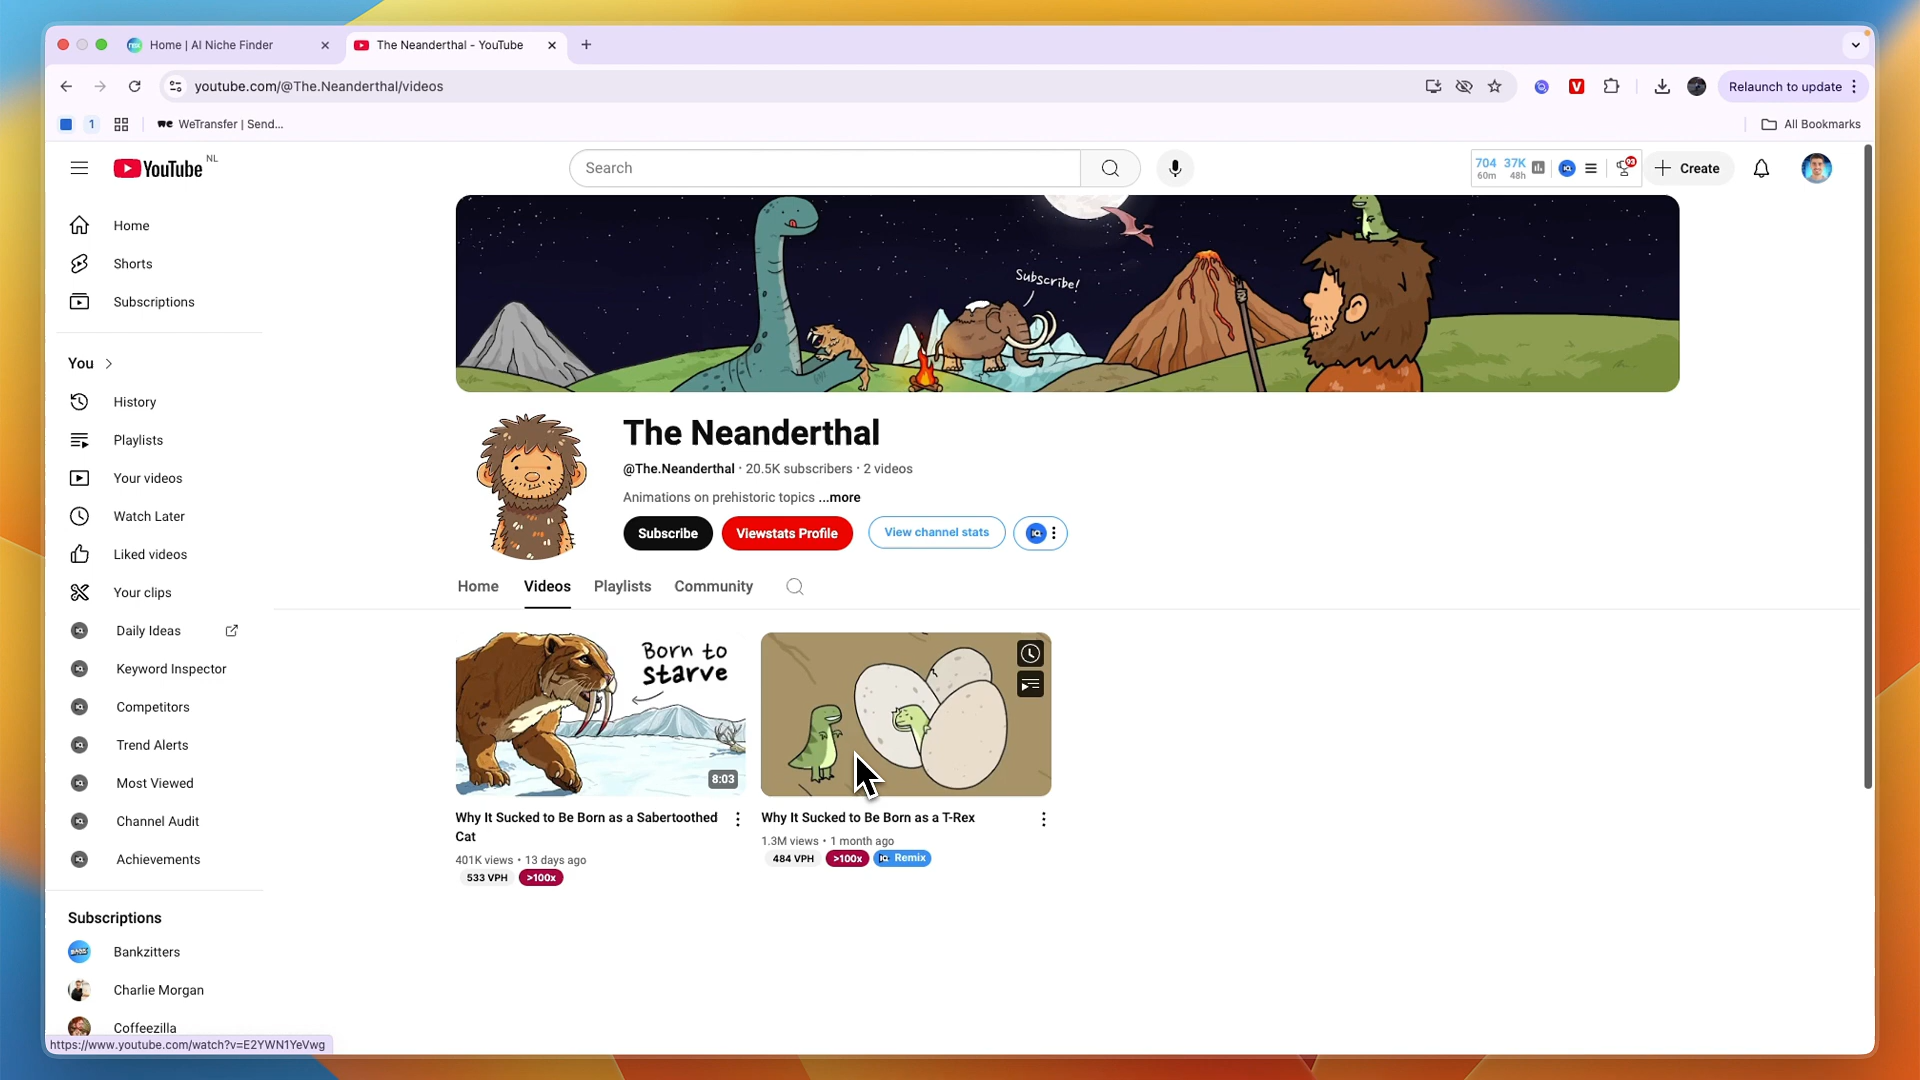 Home | AI Niche Finder
The Neanderthal - YouTube
youtube.com/@The.Neanderthal/videos
Relaunch to update
1
WeTransfer | Send...
All Bookmarks
YouTube NL
Search
704 60m
37K 48h
93
Create
Home
Shorts
Subscriptions
You
History
Playlists
Your videos
Watch Later
Liked videos
Your clips
Daily Ideas
Keyword Inspector
Competitors
Trend Alerts
Most Viewed
Channel Audit
Achievements
Subscriptions
Bankzitters
Charlie Morgan
Coffeezilla
https://www.youtube.com/watch?v=E2YWN1YeVwg
Subscribe!
The Neanderthal
@The.Neanderthal · 20.5K subscribers · 2 videos
Animations on prehistoric topics ...more
Subscribe
Viewstats Profile
View channel stats
Home
Videos
Playlists
Community
Born to
starve
8:03
Why It Sucked to Be Born as a Sabertoothed
Cat
401K views • 13 days ago
533 VPH
>100x
Why It Sucked to Be Born as a T-Rex
1.3M views • 1 month ago
484 VPH
>100x
Remix